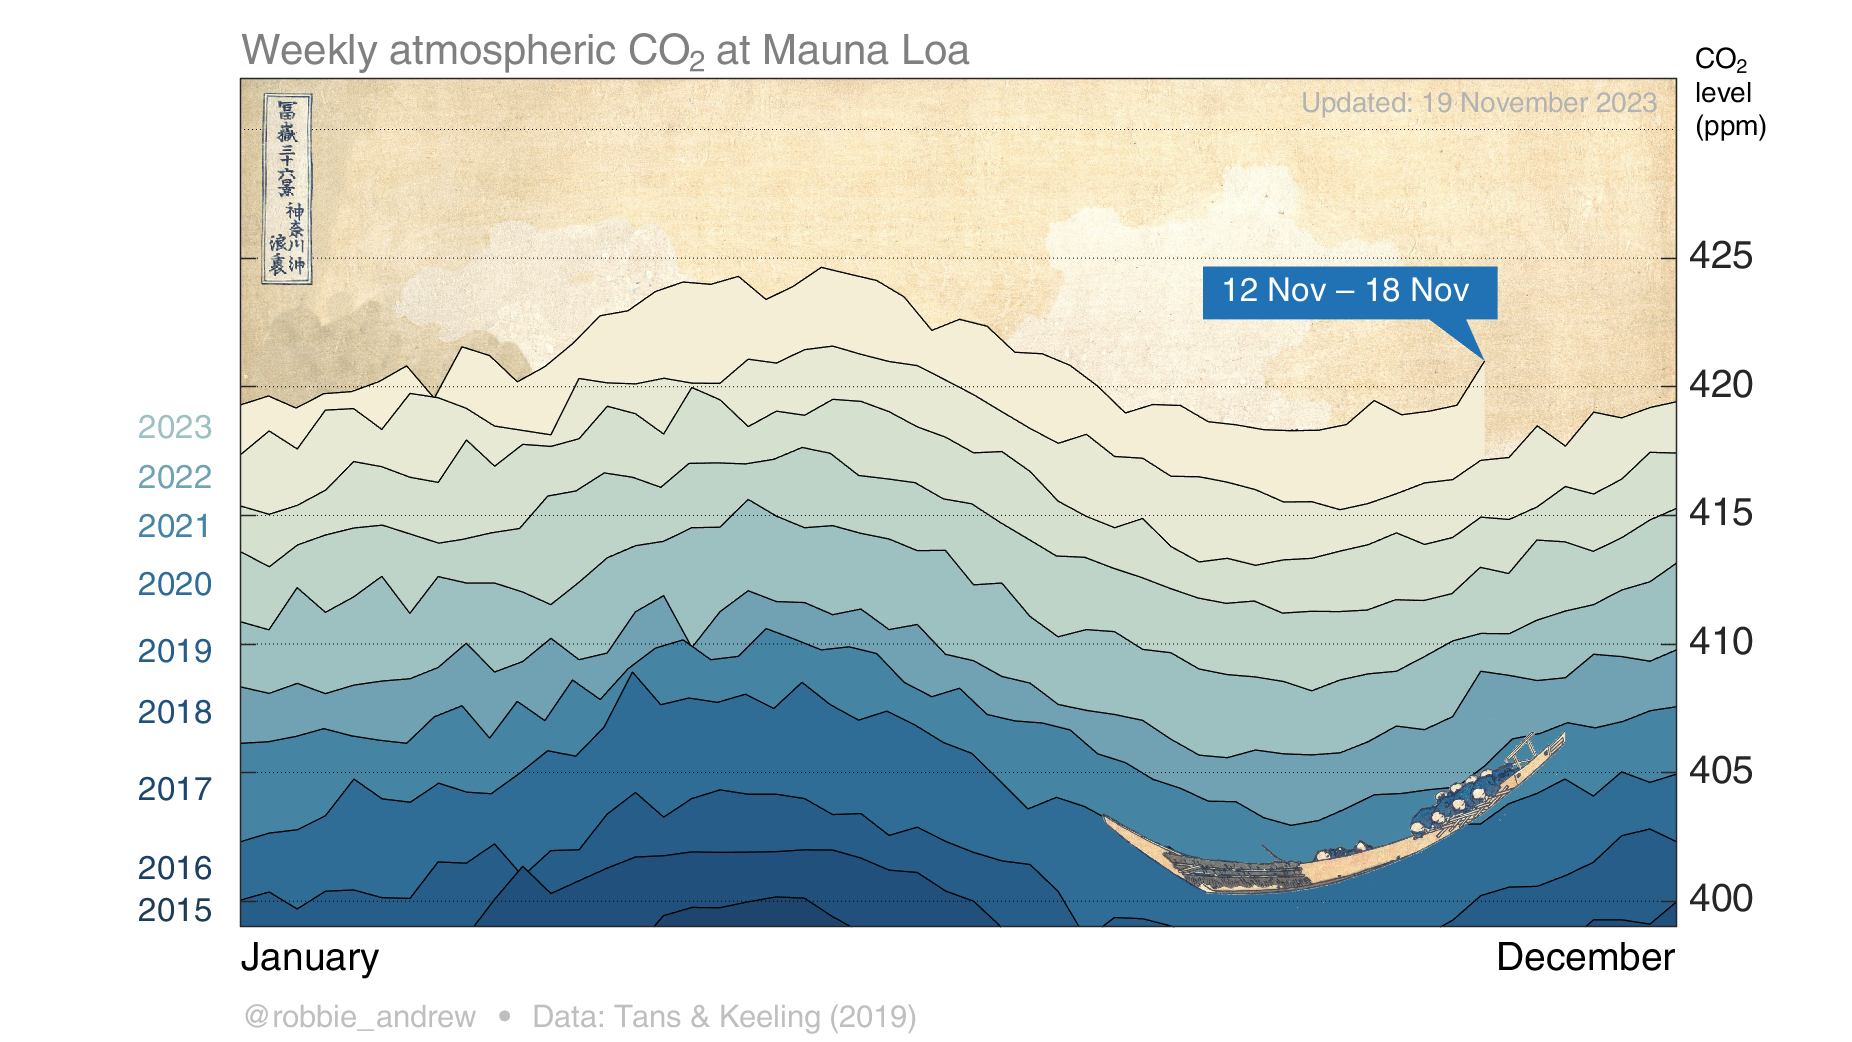 Weekly atmospheric CO₂ at Mauna Loa
CO₂
level
(ppm)
Updated: 19 November 2023
冨嶽三十六景
神奈川沖
浪裏
12 Nov – 18 Nov
425
420
415
410
405
400
2023
2022
2021
2020
2019
2018
2017
2016
2015
January
December
@robbie_andrew • Data: Tans & Keeling (2019)